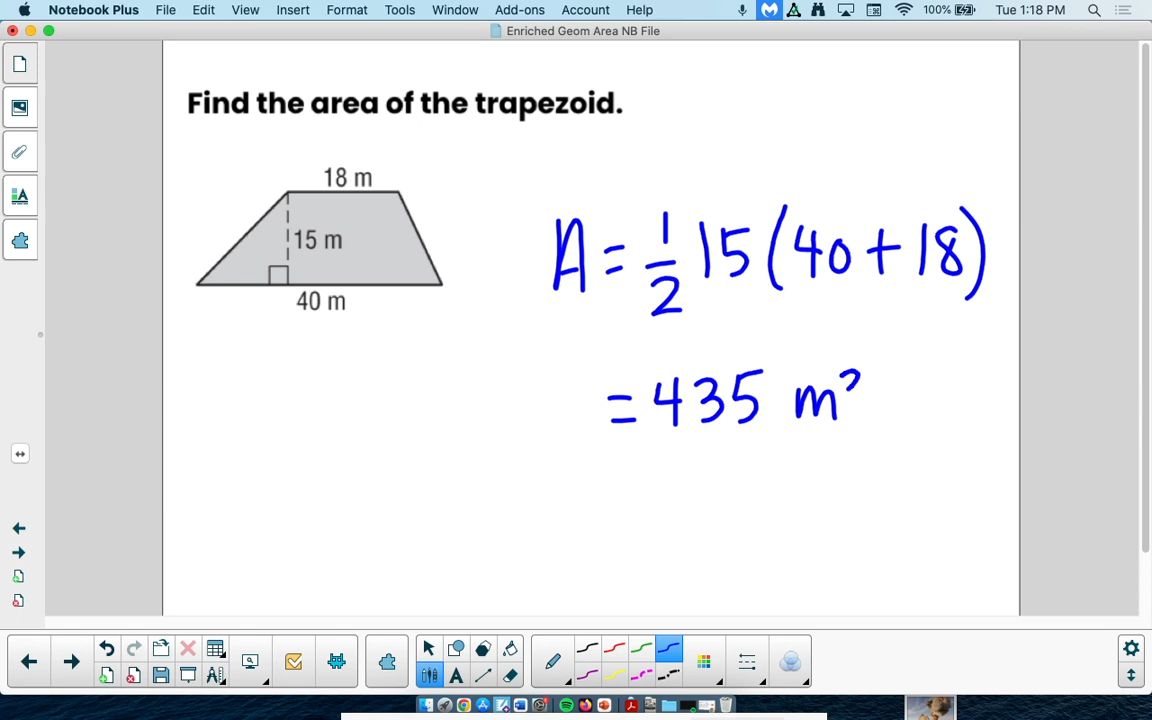 Notebook Plus File Edit View Insert Format Tools Window Add-ons Account Help 100% Tue 1:18 PM
Enriched Geom Area NB File
Find the area of the trapezoid.
18 m
15 m
40 m
A = 1/2 15(40+18)
= 435 m²